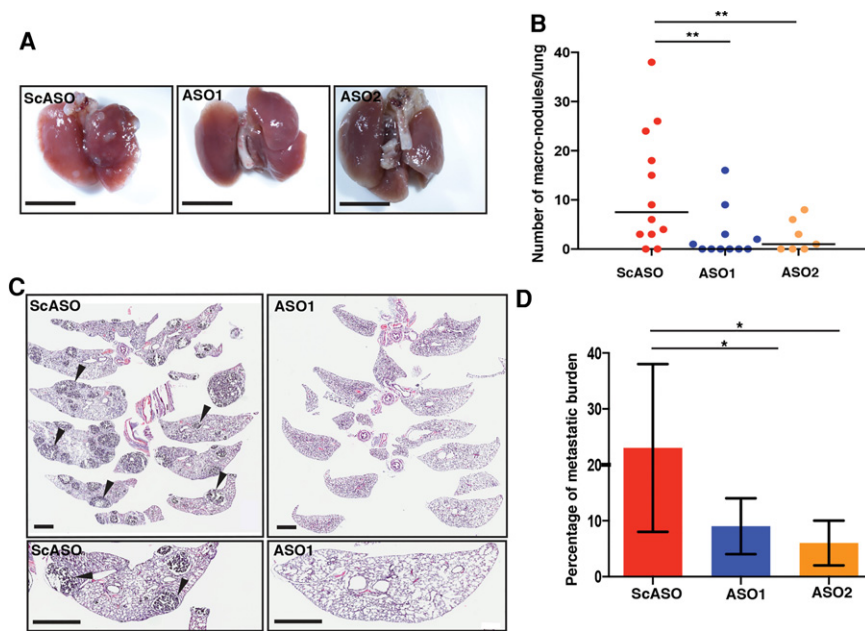 A
ScASO
ASO1
ASO2
B
**
**
40
30
20
10
0
Number of macro-nodules/lung
ScASO
ASO1
ASO2
C
ScASO
ASO1
ScASO
ASO1
D
*
*
40
30
20
10
0
Percentage of metastatic burden
ScASO
ASO1
ASO2